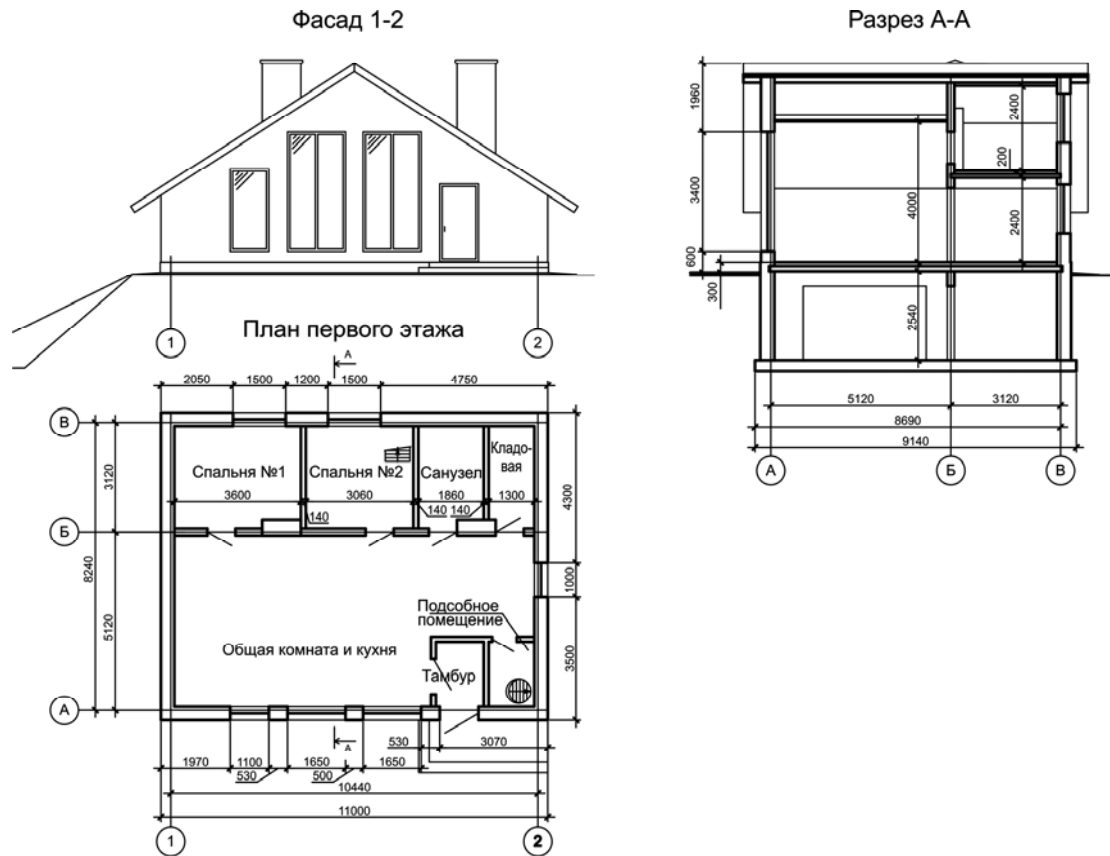 Фасад 1-2
Разрез А-А
1960
3400
600
300
2400
200
4000
2400
2540
5120
3120
8690
9140
А
Б
В
1
2
План первого этажа
А
2050
1500
1200
1500
4750
В
Б
А
3120
8240
5120
Спальня №1
Спальня №2
Санузел
Кладо-
вая
3600
3060
1860
1300
140
140
140
4300
1000
3500
Подсобное
помещение
Общая комната и кухня
Тамбур
А
530
3070
1970
1100
1650
1650
530
500
10440
11000
1
2